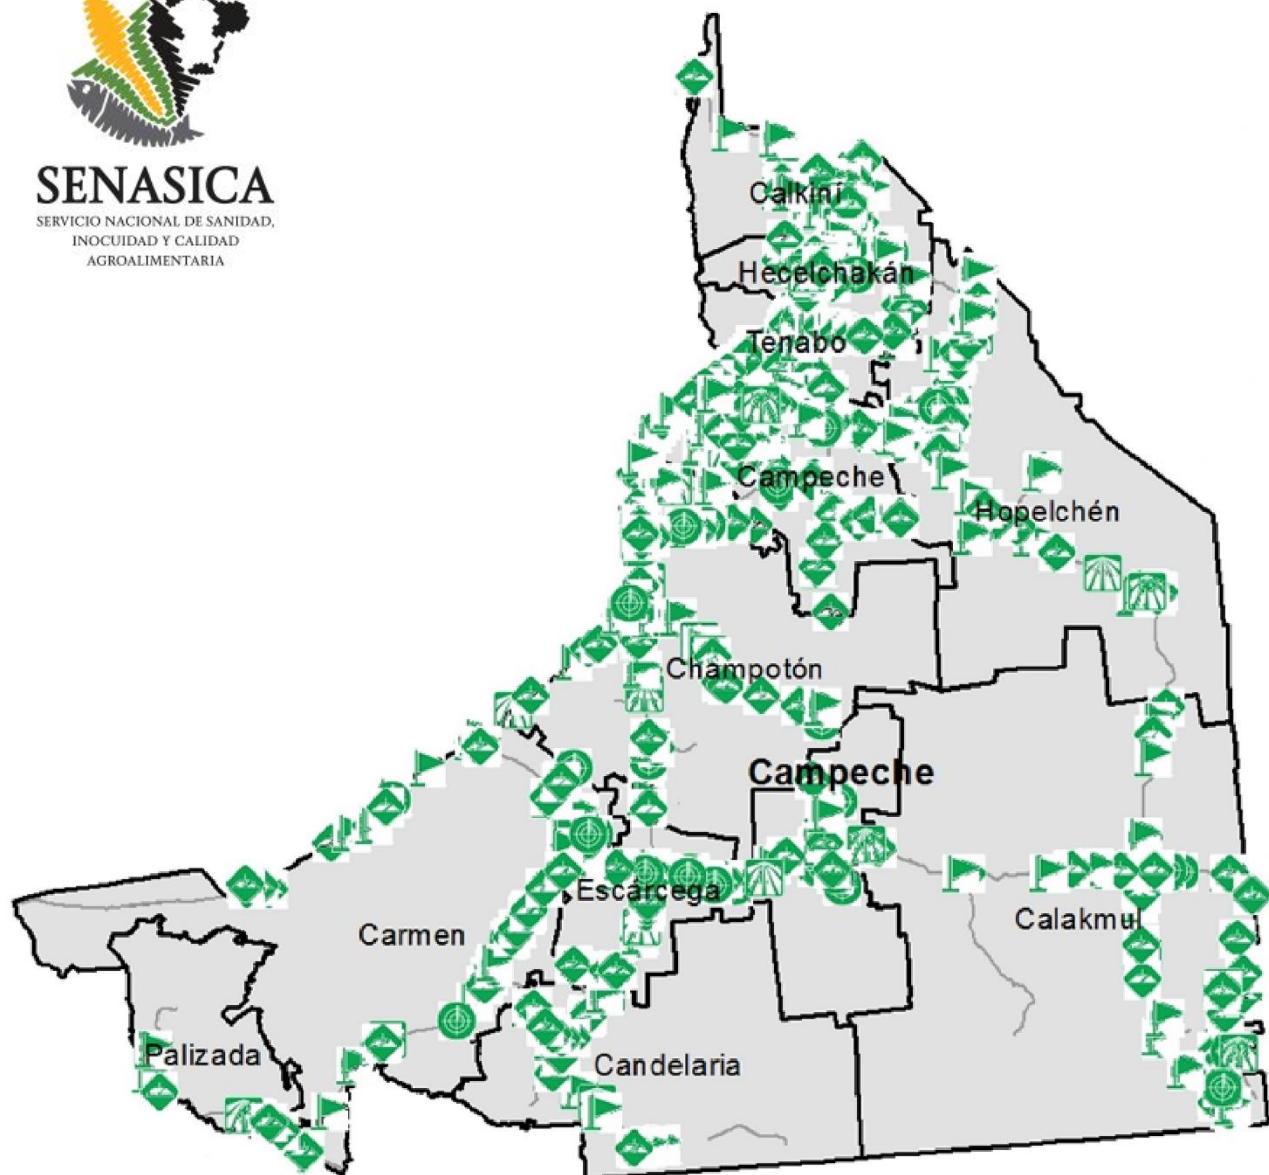 SENASICA
SERVICIO NACIONAL DE SANIDAD,
INOCUIDAD Y CALIDAD
AGROALIMENTARIA
Calkiní
Hecelchakán
Tenabo
Campeche
Hopelchén
Champotón
Campeche
Escárcega
Calakmul
Carmen
Palizada
Candelaria